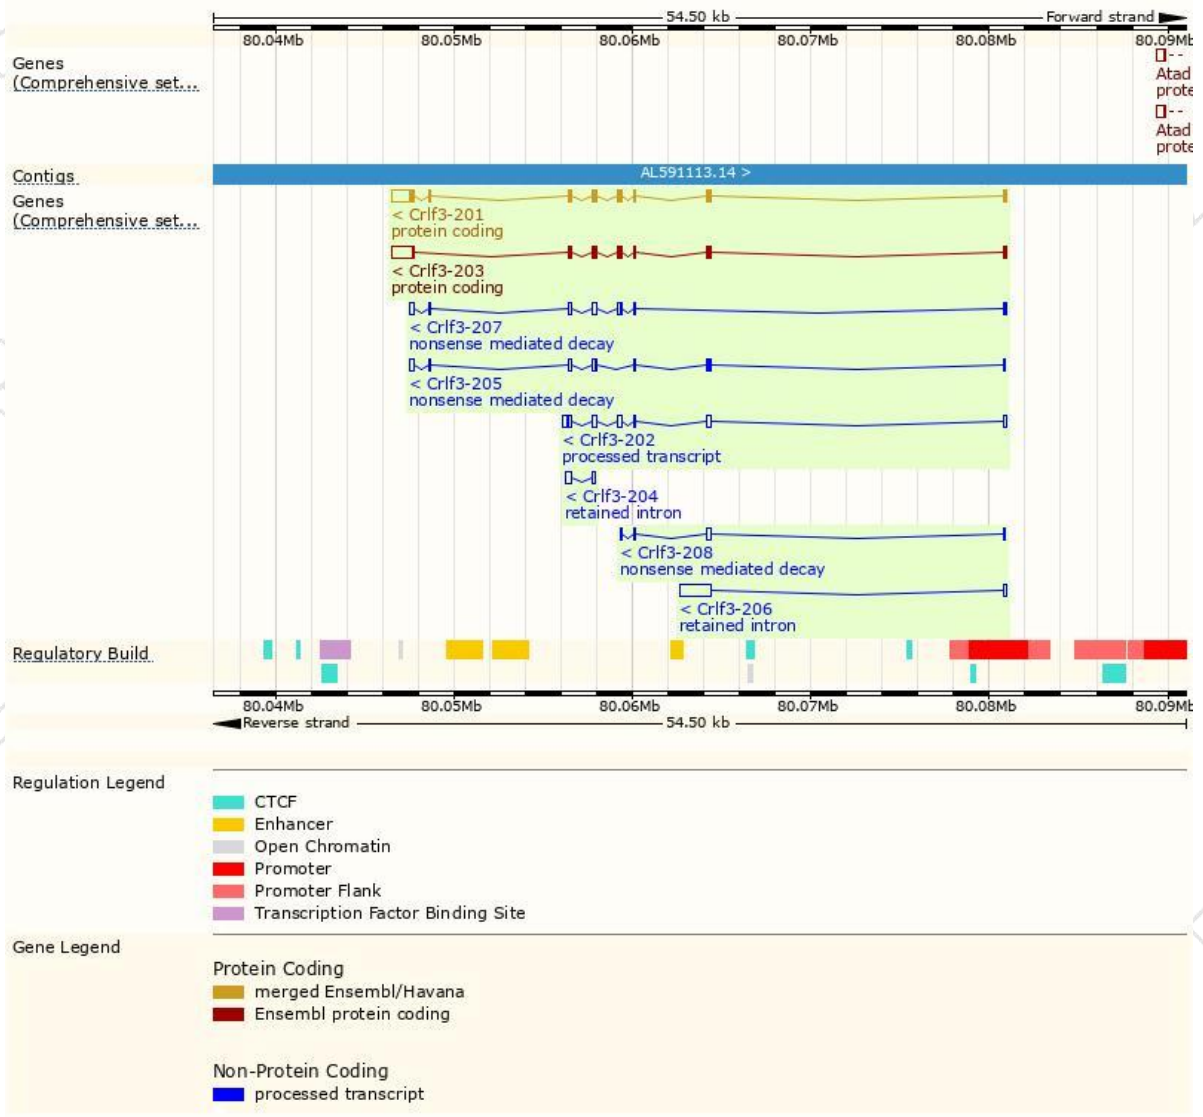 54.50 kb
Forward strand
80.04Mb 80.05Mb 80.06Mb 80.07Mb 80.08Mb 80.09Mb
Genes
(Comprehensive set...
Atad
prote
Atad
prote
Contigs
AL591113.14 >
Genes
(Comprehensive set...
< Crlf3-201
protein coding
< Crlf3-203
protein coding
< Crlf3-207
nonsense mediated decay
< Crlf3-205
nonsense mediated decay
< Crlf3-202
processed transcript
< Crlf3-204
retained intron
< Crlf3-208
nonsense mediated decay
< Crlf3-206
retained intron
Regulatory Build
80.04Mb 80.05Mb 80.06Mb 80.07Mb 80.08Mb 80.09Mb
Reverse strand
54.50 kb
Regulation Legend
CTCF
Enhancer
Open Chromatin
Promoter
Promoter Flank
Transcription Factor Binding Site
Gene Legend
Protein Coding
merged Ensembl/Havana
Ensembl protein coding
Non-Protein Coding
processed transcript